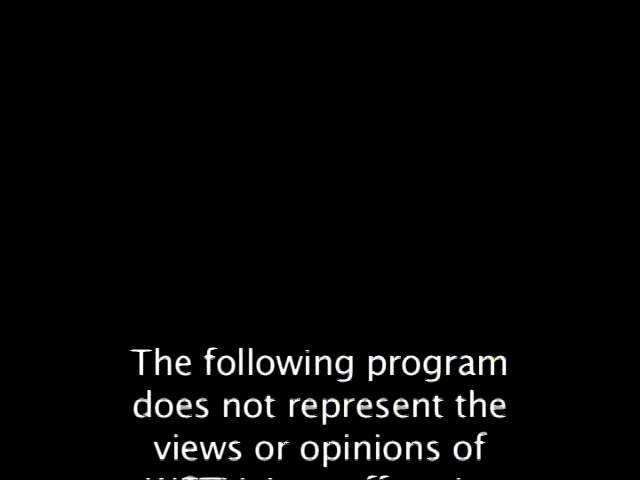 The following program
does not represent the
views or opinions of